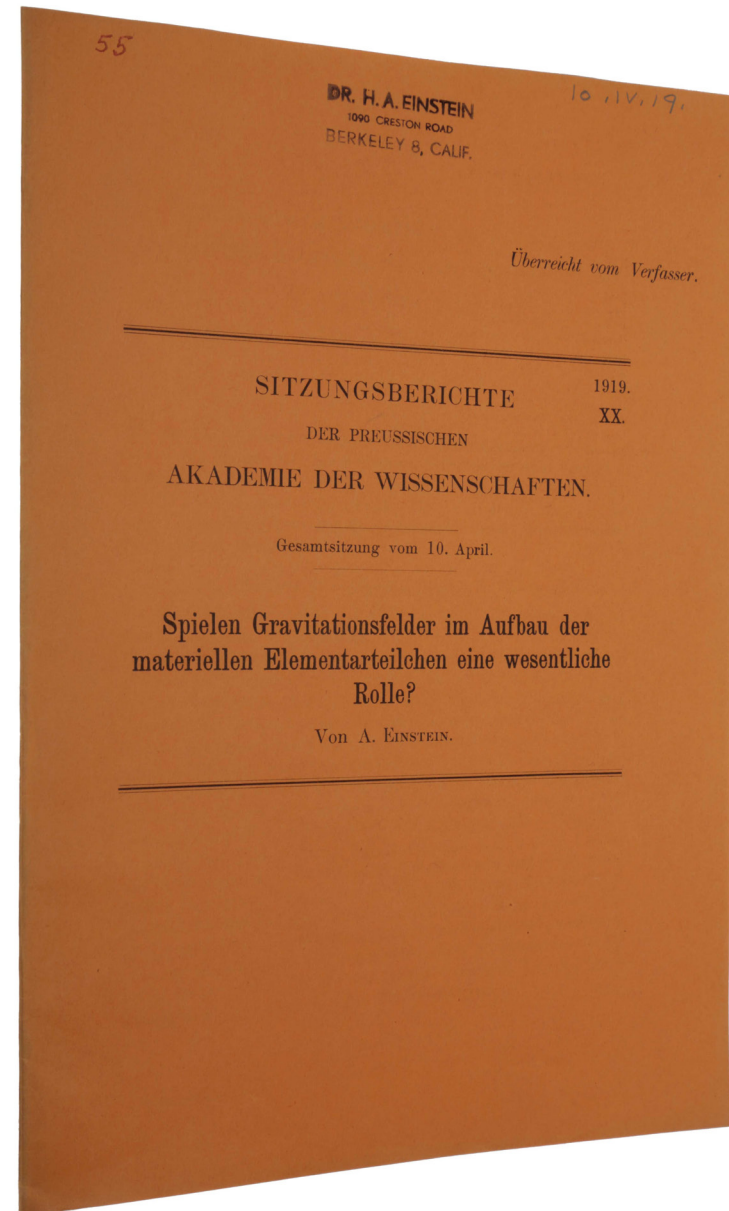 55
DR. H. A. EINSTEIN
1090 CRESTON ROAD
BERKELEY 8, CALIF.
10.IV.19.
Überreicht vom Verfasser.
SITZUNGSBERICHTE
1919.
XX.
DER PREUSSISCHEN
AKADEMIE DER WISSENSCHAFTEN.
Gesamtsitzung vom 10. April.
Spielen Gravitationsfelder im Aufbau der
materiellen Elementarteilchen eine wesentliche
Rolle?
Von A. EINSTEIN.